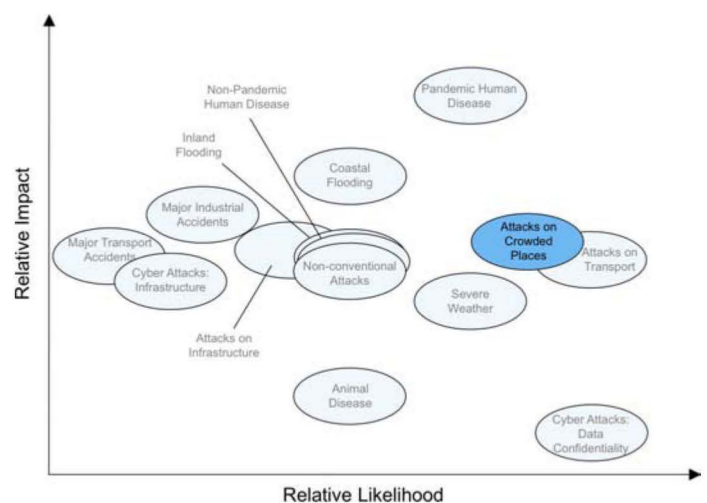 Non-Pandemic
Human Disease
Pandemic Human
Disease
Inland
Flooding
Coastal
Flooding
Major Industrial
Accidents
Attacks on
Crowded
Places
Major Transport
Accidents
Attacks on
Transport
Cyber Attacks:
Infrastructure
Non-conventional
Attacks
Severe
Weather
Attacks on
Infrastructure
Animal
Disease
Cyber Attacks:
Data
Confidentiality
Relative Impact
Relative Likelihood